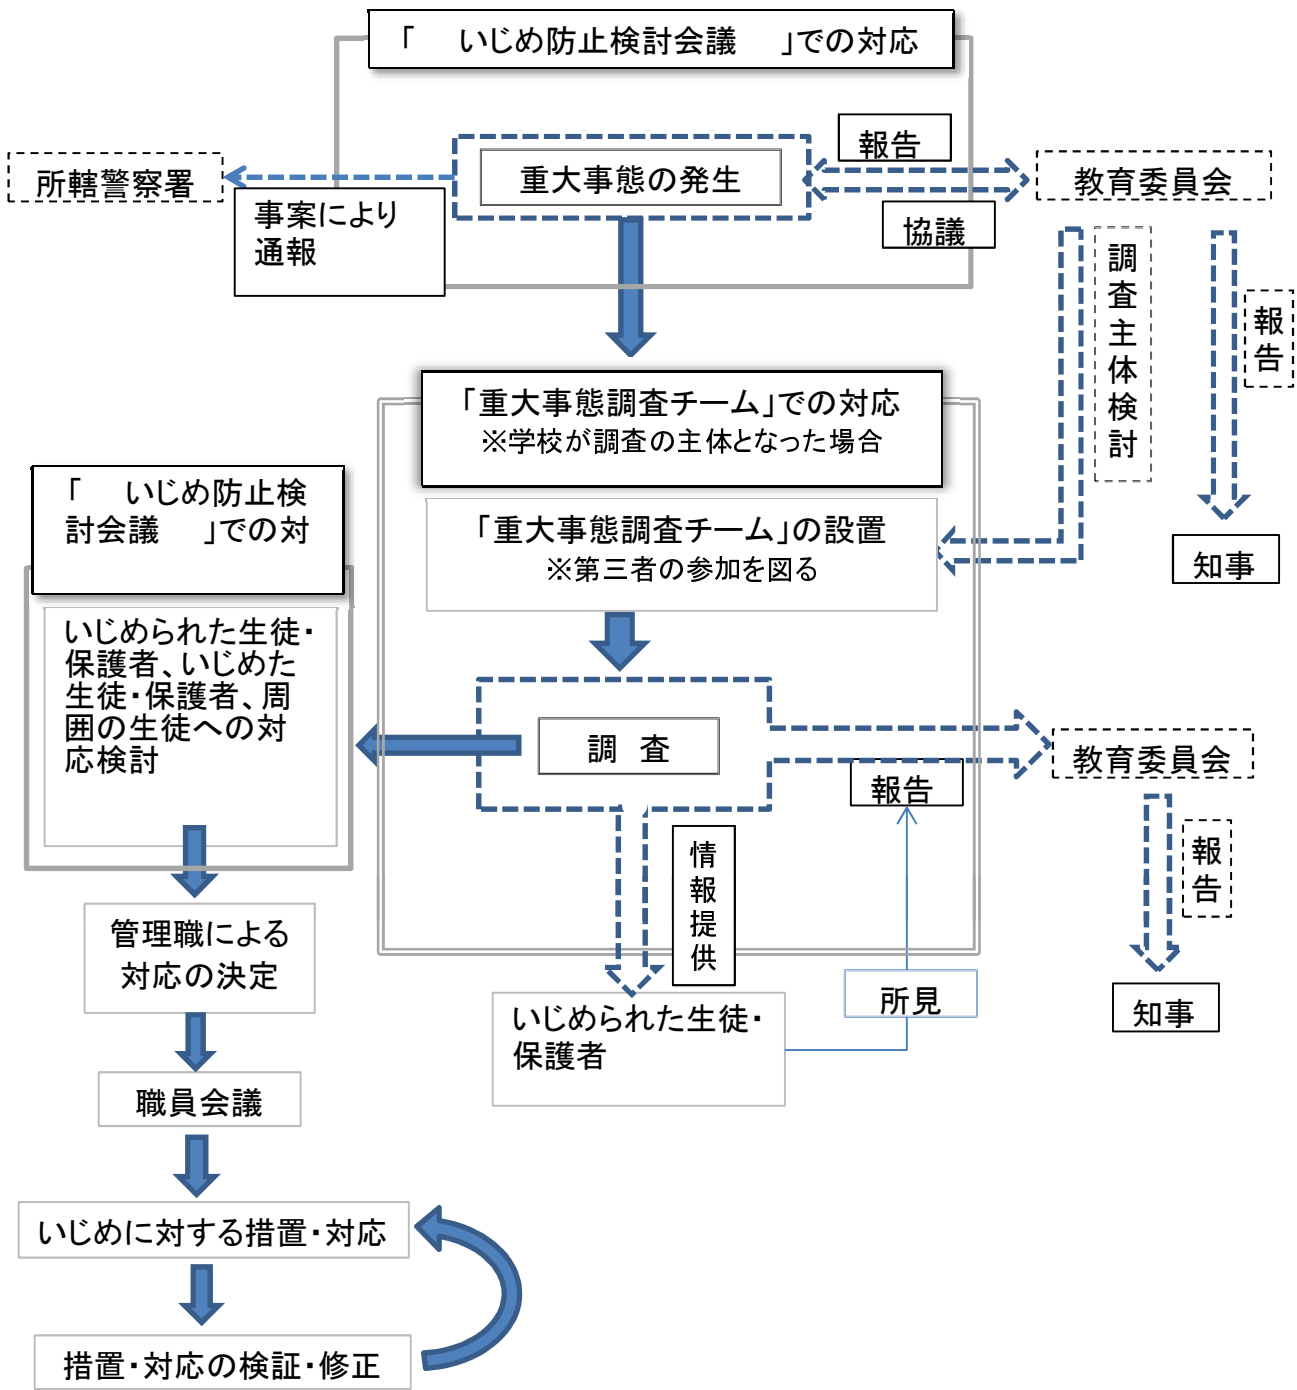 「　いじめ防止検討会議　」での対応
報告
所轄警察署
重大事態の発生
教育委員会
事案により
通報
協議
調査主体検討
報告
「重大事態調査チーム」での対応
※学校が調査の主体となった場合
「　いじめ防止検
討会議　」での対
「重大事態調査チーム」の設置
※第三者の参加を図る
知事
いじめられた生徒・
保護者、いじめた
生徒・保護者、周
囲の生徒への対
応検討
調　査
教育委員会
報告
情報提供
報告
管理職による
対応の決定
所見
知事
いじめられた生徒・
保護者
職員会議
いじめに対する措置・対応
措置・対応の検証・修正